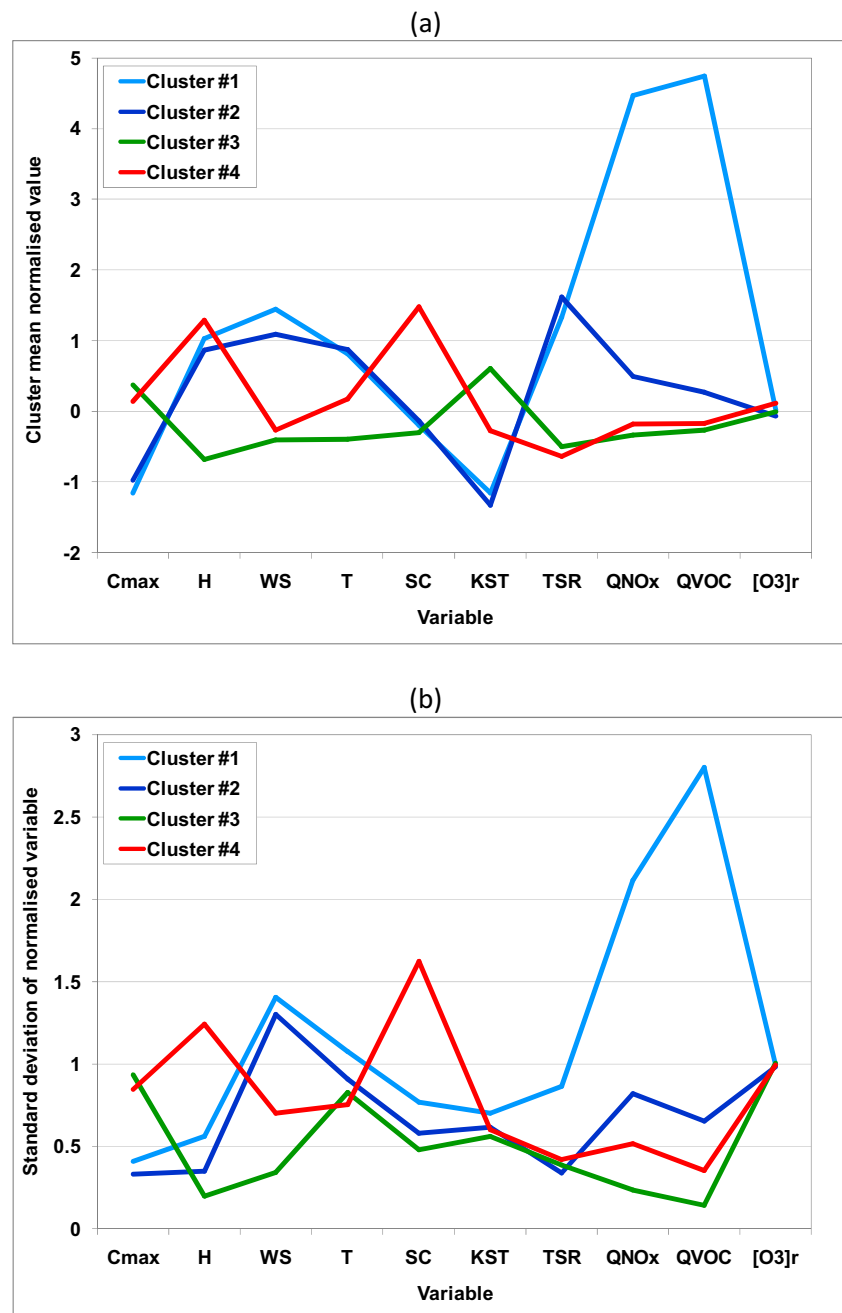 (a)
5
4
3
2
1
0
-1
-2
Cluster mean normalised value
Cluster #1
Cluster #2
Cluster #3
Cluster #4
Cmax H WS T SC KST TSR QNOx QVOC [O3]r
Variable
(b)
3
2.5
2
1.5
1
0.5
0
Standard deviation of normalised variable
Cluster #1
Cluster #2
Cluster #3
Cluster #4
Cmax H WS T SC KST TSR QNOx QVOC [O3]r
Variable